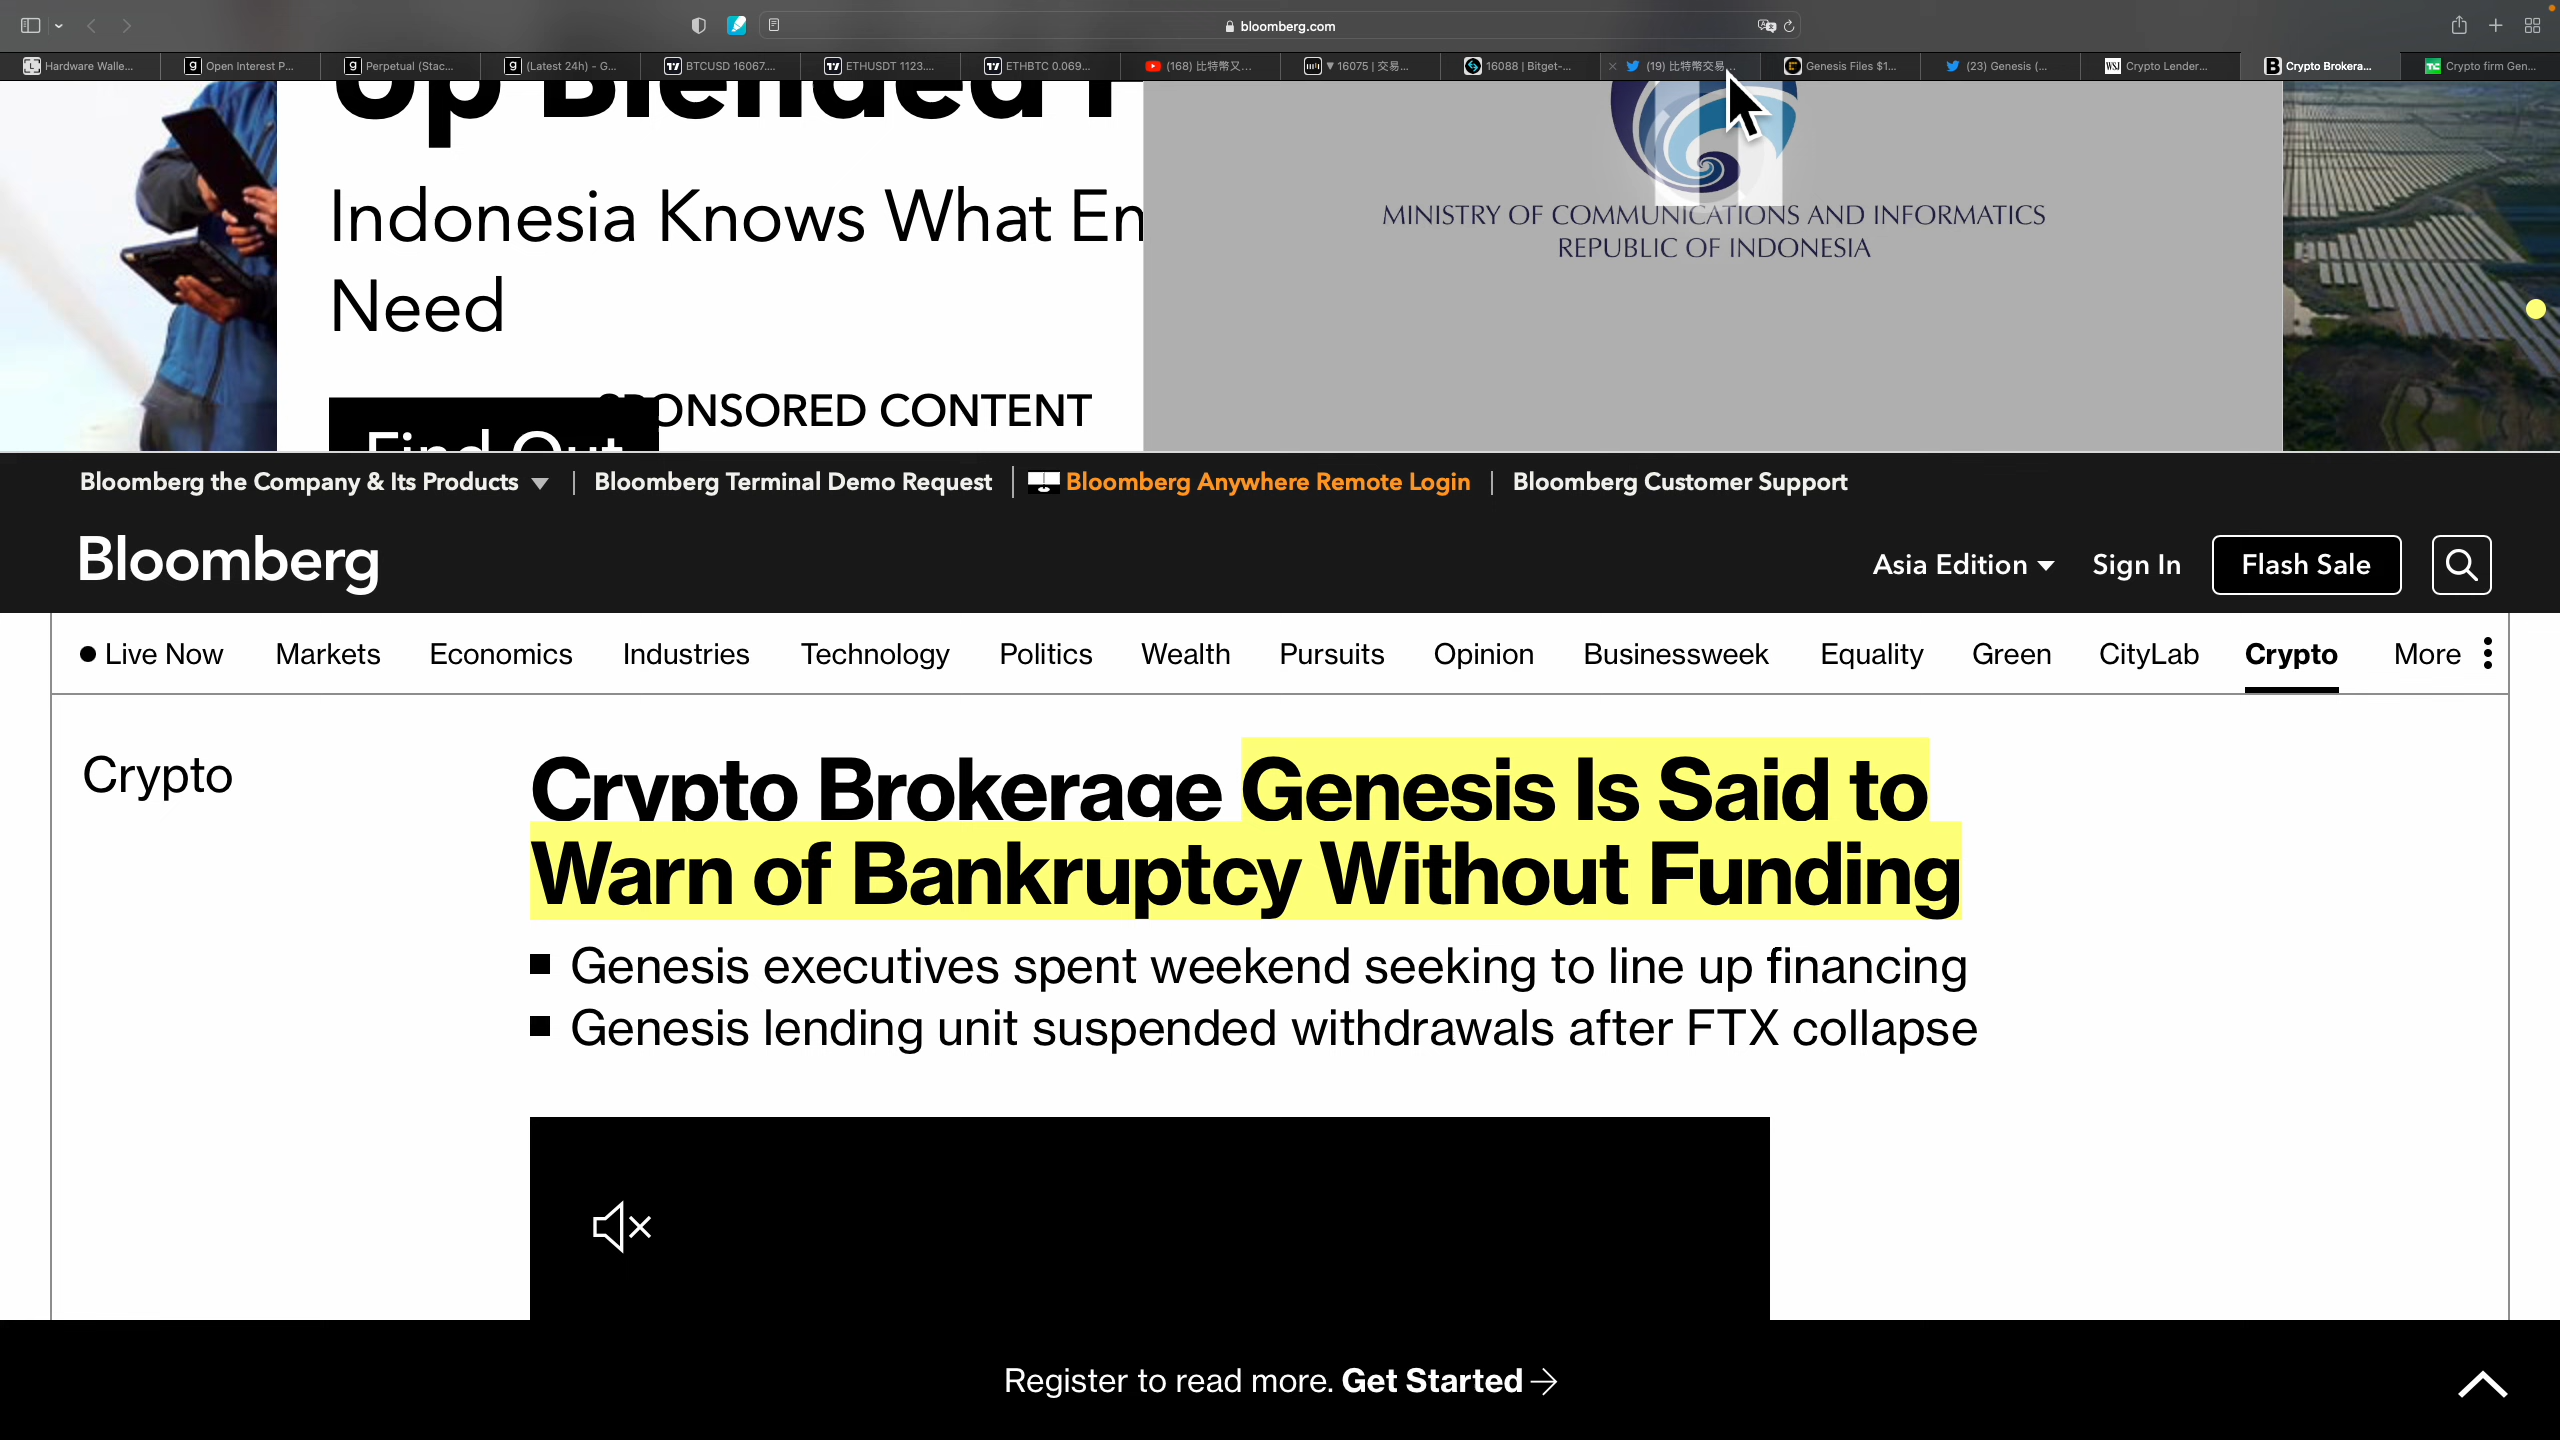 bloomberg.com
Hardware Walle...
Open Interest P...
Perpetual (Stac...
(Latest 24h) - G...
BTCUSD 16067....
ETHUSDT 1123....
ETHBTC 0.069...
(168) 比特幣又...
▼ 16075 | 交易...
16088 | Bitget-...
(19) 比特幣交易...
Genesis Files $1...
(23) Genesis (...
Crypto Lender...
Crypto Brokera...
Crypto firm Gen...
Up Blended
Indonesia Knows What En
Need
SPONSORED CONTENT
Find Out
MINISTRY OF COMMUNICATIONS AND INFORMATICS
REPUBLIC OF INDONESIA
Bloomberg the Company & Its Products
Bloomberg Terminal Demo Request
Bloomberg Anywhere Remote Login
Bloomberg Customer Support
Bloomberg
Asia Edition
Sign In
Flash Sale
Live Now
Markets
Economics
Industries
Technology
Politics
Wealth
Pursuits
Opinion
Businessweek
Equality
Green
CityLab
Crypto
More
Crypto
Crypto Brokerage Genesis Is Said to
Warn of Bankruptcy Without Funding
Genesis executives spent weekend seeking to line up financing
Genesis lending unit suspended withdrawals after FTX collapse
Register to read more. Get Started